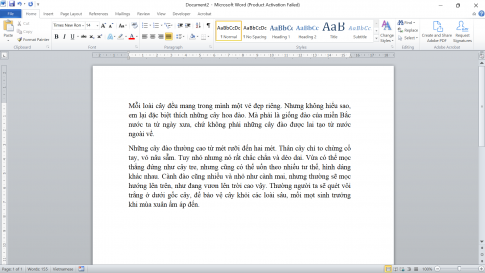 Document2 - Microsoft Word (Product Activation Failed)
File Home Insert Page Layout References Mailings Review View Developer Acrobat
Paste
Cut
Copy
Format Painter
Clipboard
Times New Rom 14
B I U abc x₂ x² A
Font
Paragraph
AaBbCcDc AaBbCcDc AaBbCc AaBbCc AaB AaBbCc
¶ Normal ¶ No Spacing Heading 1 Heading 2 Title Subtitle
Styles
Change Styles
Find
Replace
Select
Editing
Create and Share Adobe PDF
Request Signatures
Adobe Acrobat
Mỗi loài cây đều mang trong mình một vẻ đẹp riêng. Nhưng không hiểu sao,
em lại đặc biệt thích những cây hoa đào. Mà phải là giống đào của miền Bắc
nước ta từ ngày xưa, chứ không phải những cây đào được lai tạo từ nước
ngoài về.
Những cây đào thường cao từ mét rưỡi đến hai mét. Thân cây chỉ to chừng cổ
tay, vỏ nâu sẫm. Tuy nhỏ nhưng nó rất chắc chắn và dẻo dai. Vừa có thể mọc
thẳng đứng như cây tre, nhưng cũng có thể uốn theo nhiều tư thế, hình dáng
khác nhau. Cành đào cũng nhiều và nhỏ như cành mai, nhưng thường sẽ mọc
hướng lên trên, như đang vươn lên trời cao vậy. Thường người ta sẽ quét vôi
trắng ở dưới gốc cây, để bảo vệ cây khỏi các loài sâu, mối mọt sinh trưởng
khi mùa xuân ấm áp đến.
Page: 1 of 1 Words: 153 Vietnamese
100%